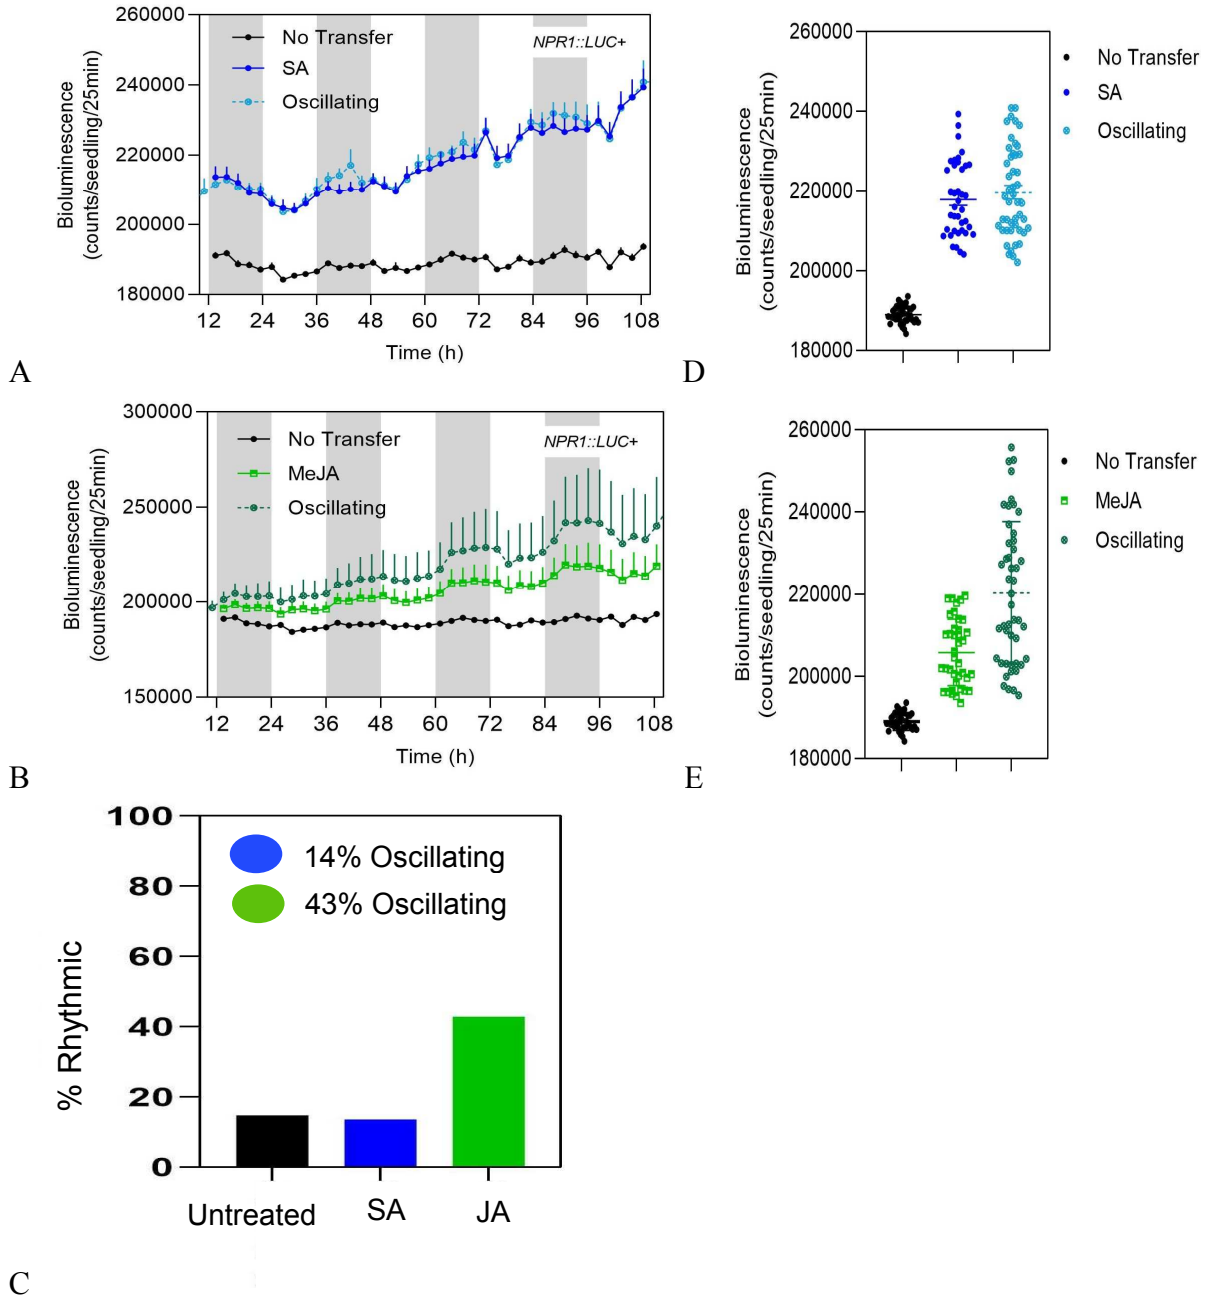 260000
240000
220000
200000
180000
Bioluminescence
(counts/seedling/25min)
No Transfer
SA
Oscillating
NPR1::LUC+
12 24 36 48 60 72 84 96 108
Time (h)
A
260000
240000
220000
200000
180000
Bioluminescence
(counts/seedling/25min)
No Transfer
SA
Oscillating
D
300000
250000
200000
150000
Bioluminescence
(counts/seedling/25min)
No Transfer
MeJA
Oscillating
NPR1::LUC+
12 24 36 48 60 72 84 96 108
Time (h)
B
260000
240000
220000
200000
180000
Bioluminescence
(counts/seedling/25min)
No Transfer
MeJA
Oscillating
E
100
80
60
40
20
0
% Rhythmic
14% Oscillating
43% Oscillating
Untreated SA JA
C